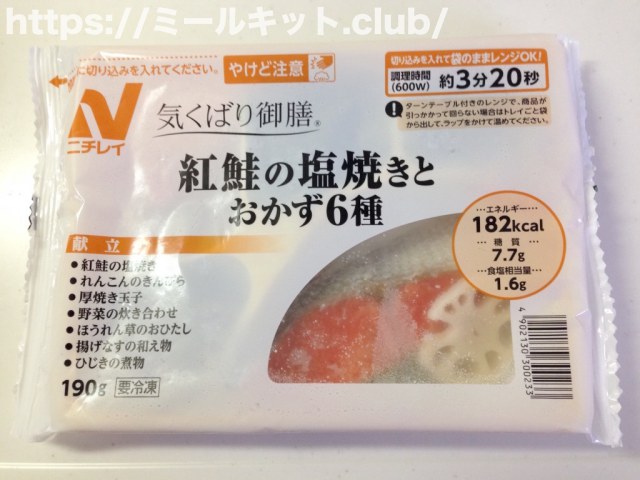 https://ミールキット.club/
に切り込みを入れてください。
やけど注意
切り込みを入れて袋のままレンジOK!
調理時間
(600W)
約3分20秒
ターンテーブル付きのレンジで、商品が
引っかかって回らない場合はトレイごと袋
から出して、ラップをかけて温めてください。
ニチレイ
気くばり御膳®
紅鮭の塩焼きと
おかず6種
エネルギー
182kcal
糖質
7.7g
食塩相当量
1.6g
献立
●紅鮭の塩焼き
●れんこんのきんぴら
●厚焼き玉子
●野菜の炊き合わせ
●ほうれん草のおひたし
●揚げなすの和え物
●ひじきの煮物
190g 要冷凍
4 902130 300233